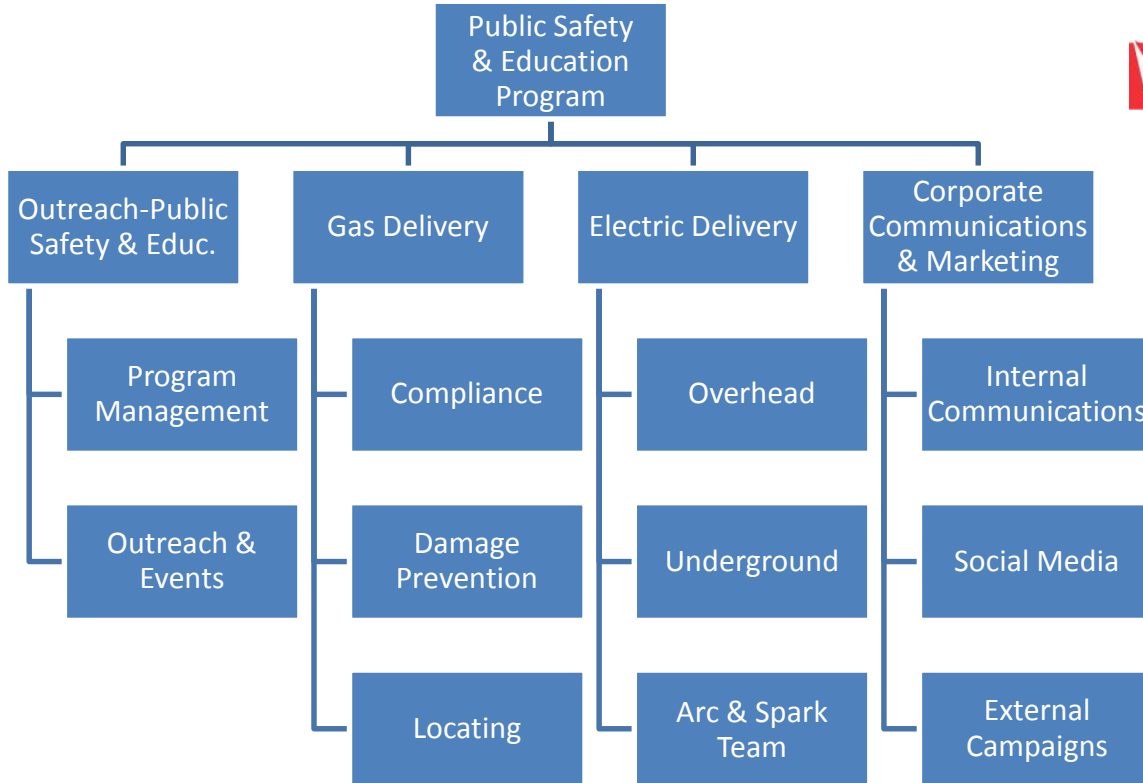 Public Safety
& Education
Program
Outreach-Public
Safety & Educ.
Gas Delivery
Electric Delivery
Corporate
Communications
& Marketing
Program
Management
Compliance
Overhead
Internal
Communications
Outreach &
Events
Damage
Prevention
Underground
Social Media
Locating
Arc & Spark
Team
External
Campaigns